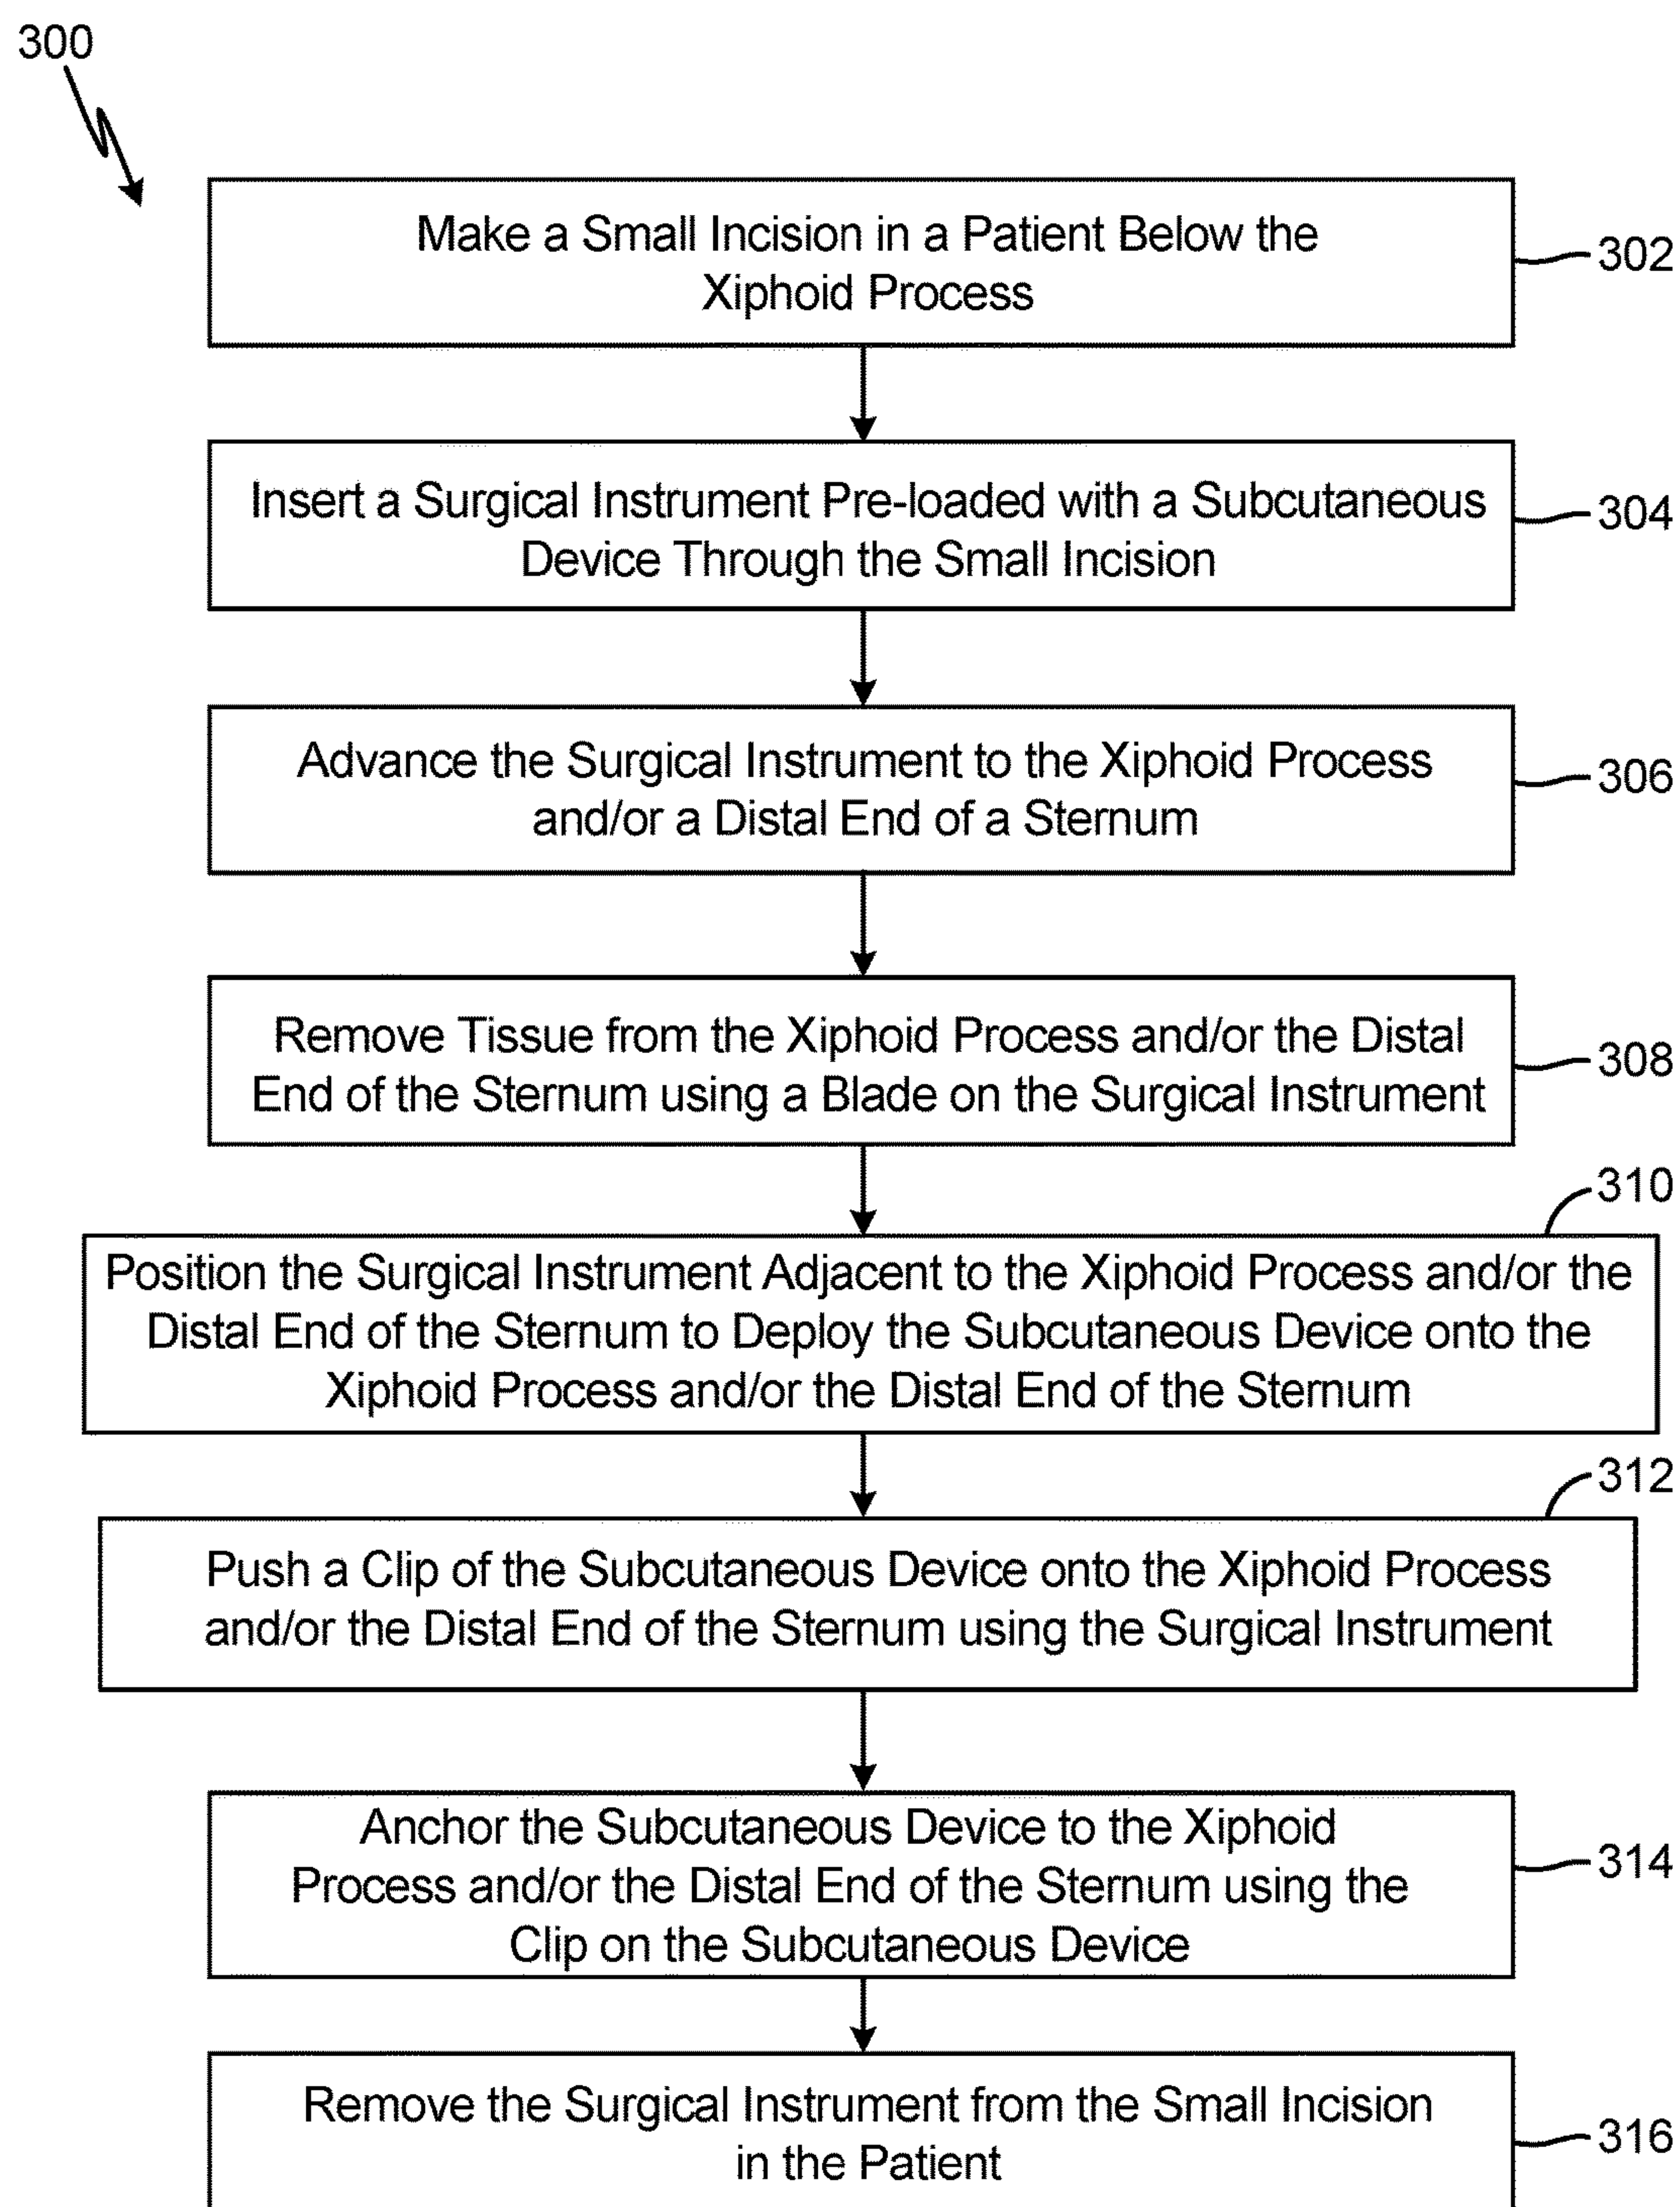 300
Make a Small Incision in a Patient Below the
Xiphoid Process
302
Insert a Surgical Instrument Pre-loaded with a Subcutaneous
Device Through the Small Incision
304
Advance the Surgical Instrument to the Xiphoid Process
and/or a Distal End of a Sternum
306
Remove Tissue from the Xiphoid Process and/or the Distal
End of the Sternum using a Blade on the Surgical Instrument
308
310
Position the Surgical Instrument Adjacent to the Xiphoid Process and/or the
Distal End of the Sternum to Deploy the Subcutaneous Device onto the
Xiphoid Process and/or the Distal End of the Sternum
312
Push a Clip of the Subcutaneous Device onto the Xiphoid Process
and/or the Distal End of the Sternum using the Surgical Instrument
Anchor the Subcutaneous Device to the Xiphoid
Process and/or the Distal End of the Sternum using the
Clip on the Subcutaneous Device
314
Remove the Surgical Instrument from the Small Incision
in the Patient
316